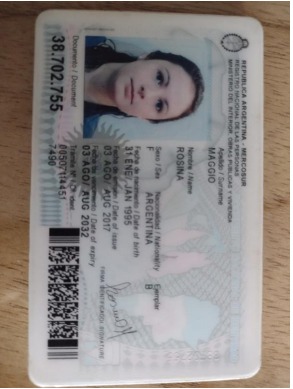 REPUBLICA ARGENTINA - MERCOSUR
REGISTRO NACIONAL DE LAS PERSONAS
MINISTERIO DEL INTERIOR, OBRAS PUBLICAS Y VIVIENDA
Apellido / Surname
MAGGIO
Nombre / Name
ROSINA
Sexo / Sex Nacionalidad / Nationality Ejemplar
F ARGENTINA B
Fecha de nacimiento / Date of birth
31 ENE/ JAN 1995
Fecha de emisión / Date of issue
03 AGO/ AUG 2017
Fecha de vencimiento / Date of expiry
03 AGO/ AUG 2032
FIRMA IDENTIFICADO / SIGNATURE
Documento / Document
38.702.755
Trámite Nº / Of. ident.
00507114451
7490